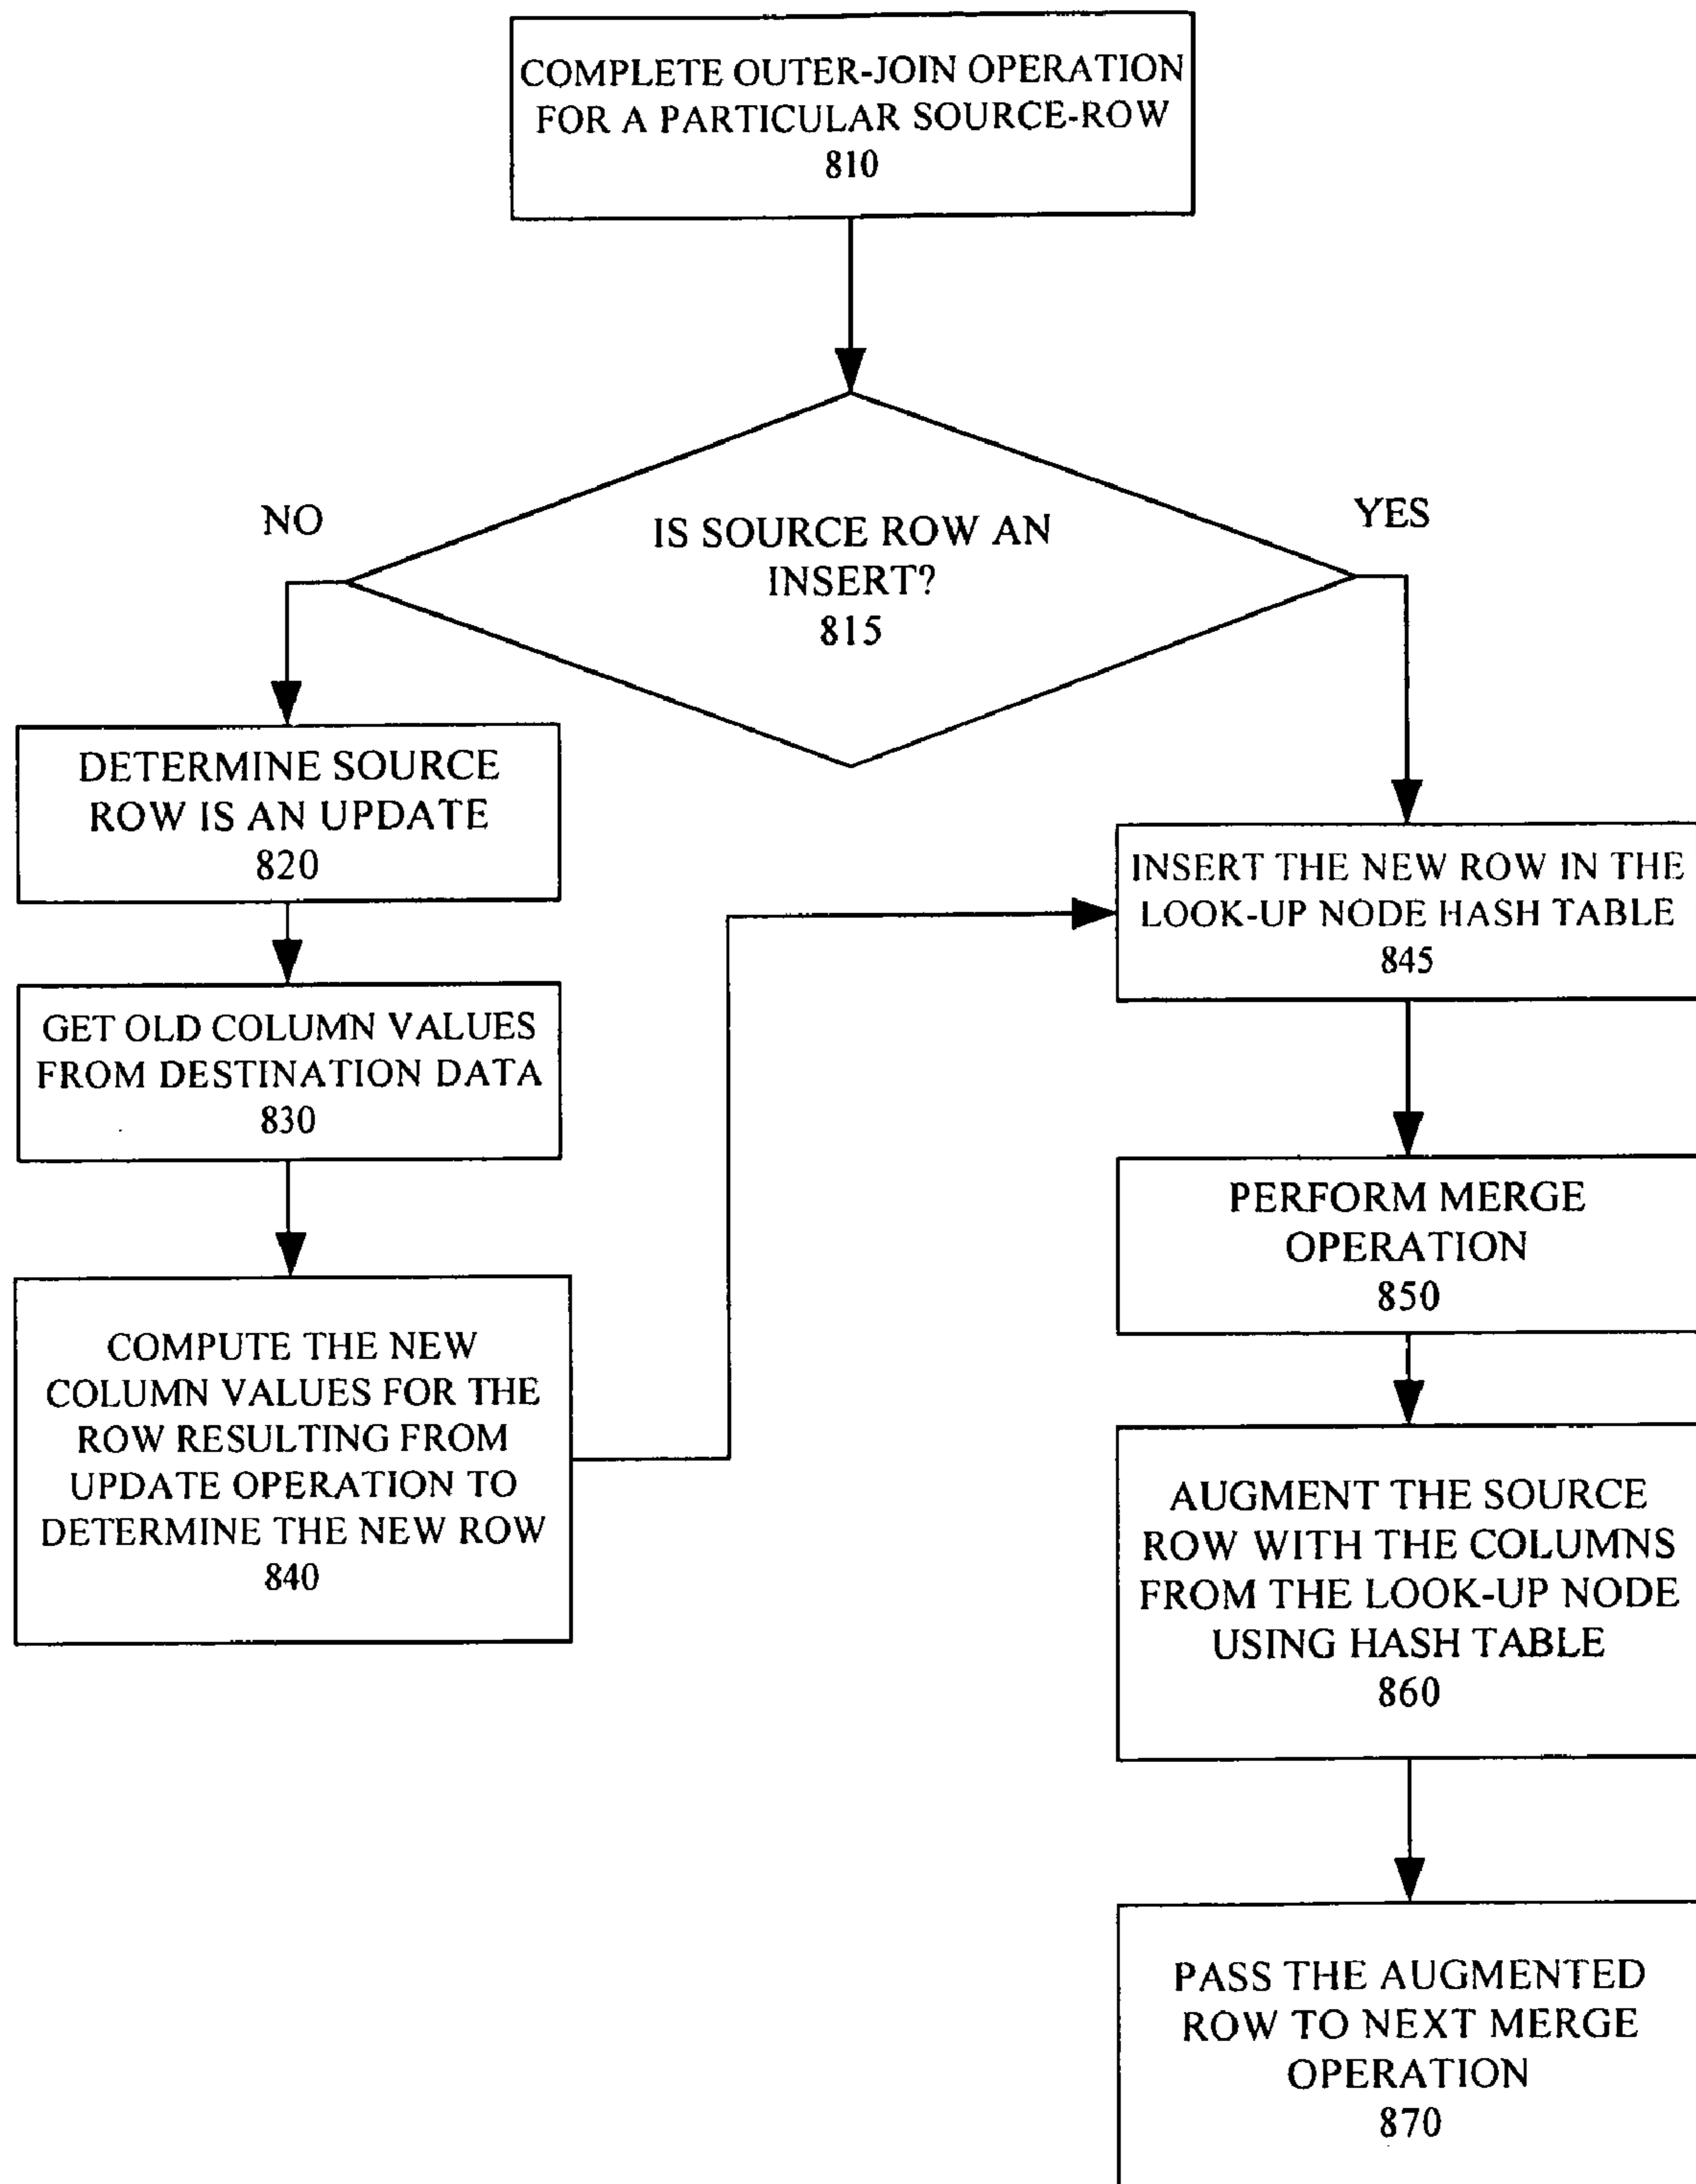 COMPLETE OUTER-JOIN OPERATION
FOR A PARTICULAR SOURCE-ROW
810
IS SOURCE ROW AN
INSERT?
815
NO
YES
DETERMINE SOURCE
ROW IS AN UPDATE
820
GET OLD COLUMN VALUES
FROM DESTINATION DATA
830
COMPUTE THE NEW
COLUMN VALUES FOR THE
ROW RESULTING FROM
UPDATE OPERATION TO
DETERMINE THE NEW ROW
840
INSERT THE NEW ROW IN THE
LOOK-UP NODE HASH TABLE
845
PERFORM MERGE
OPERATION
850
AUGMENT THE SOURCE
ROW WITH THE COLUMNS
FROM THE LOOK-UP NODE
USING HASH TABLE
860
PASS THE AUGMENTED
ROW TO NEXT MERGE
OPERATION
870